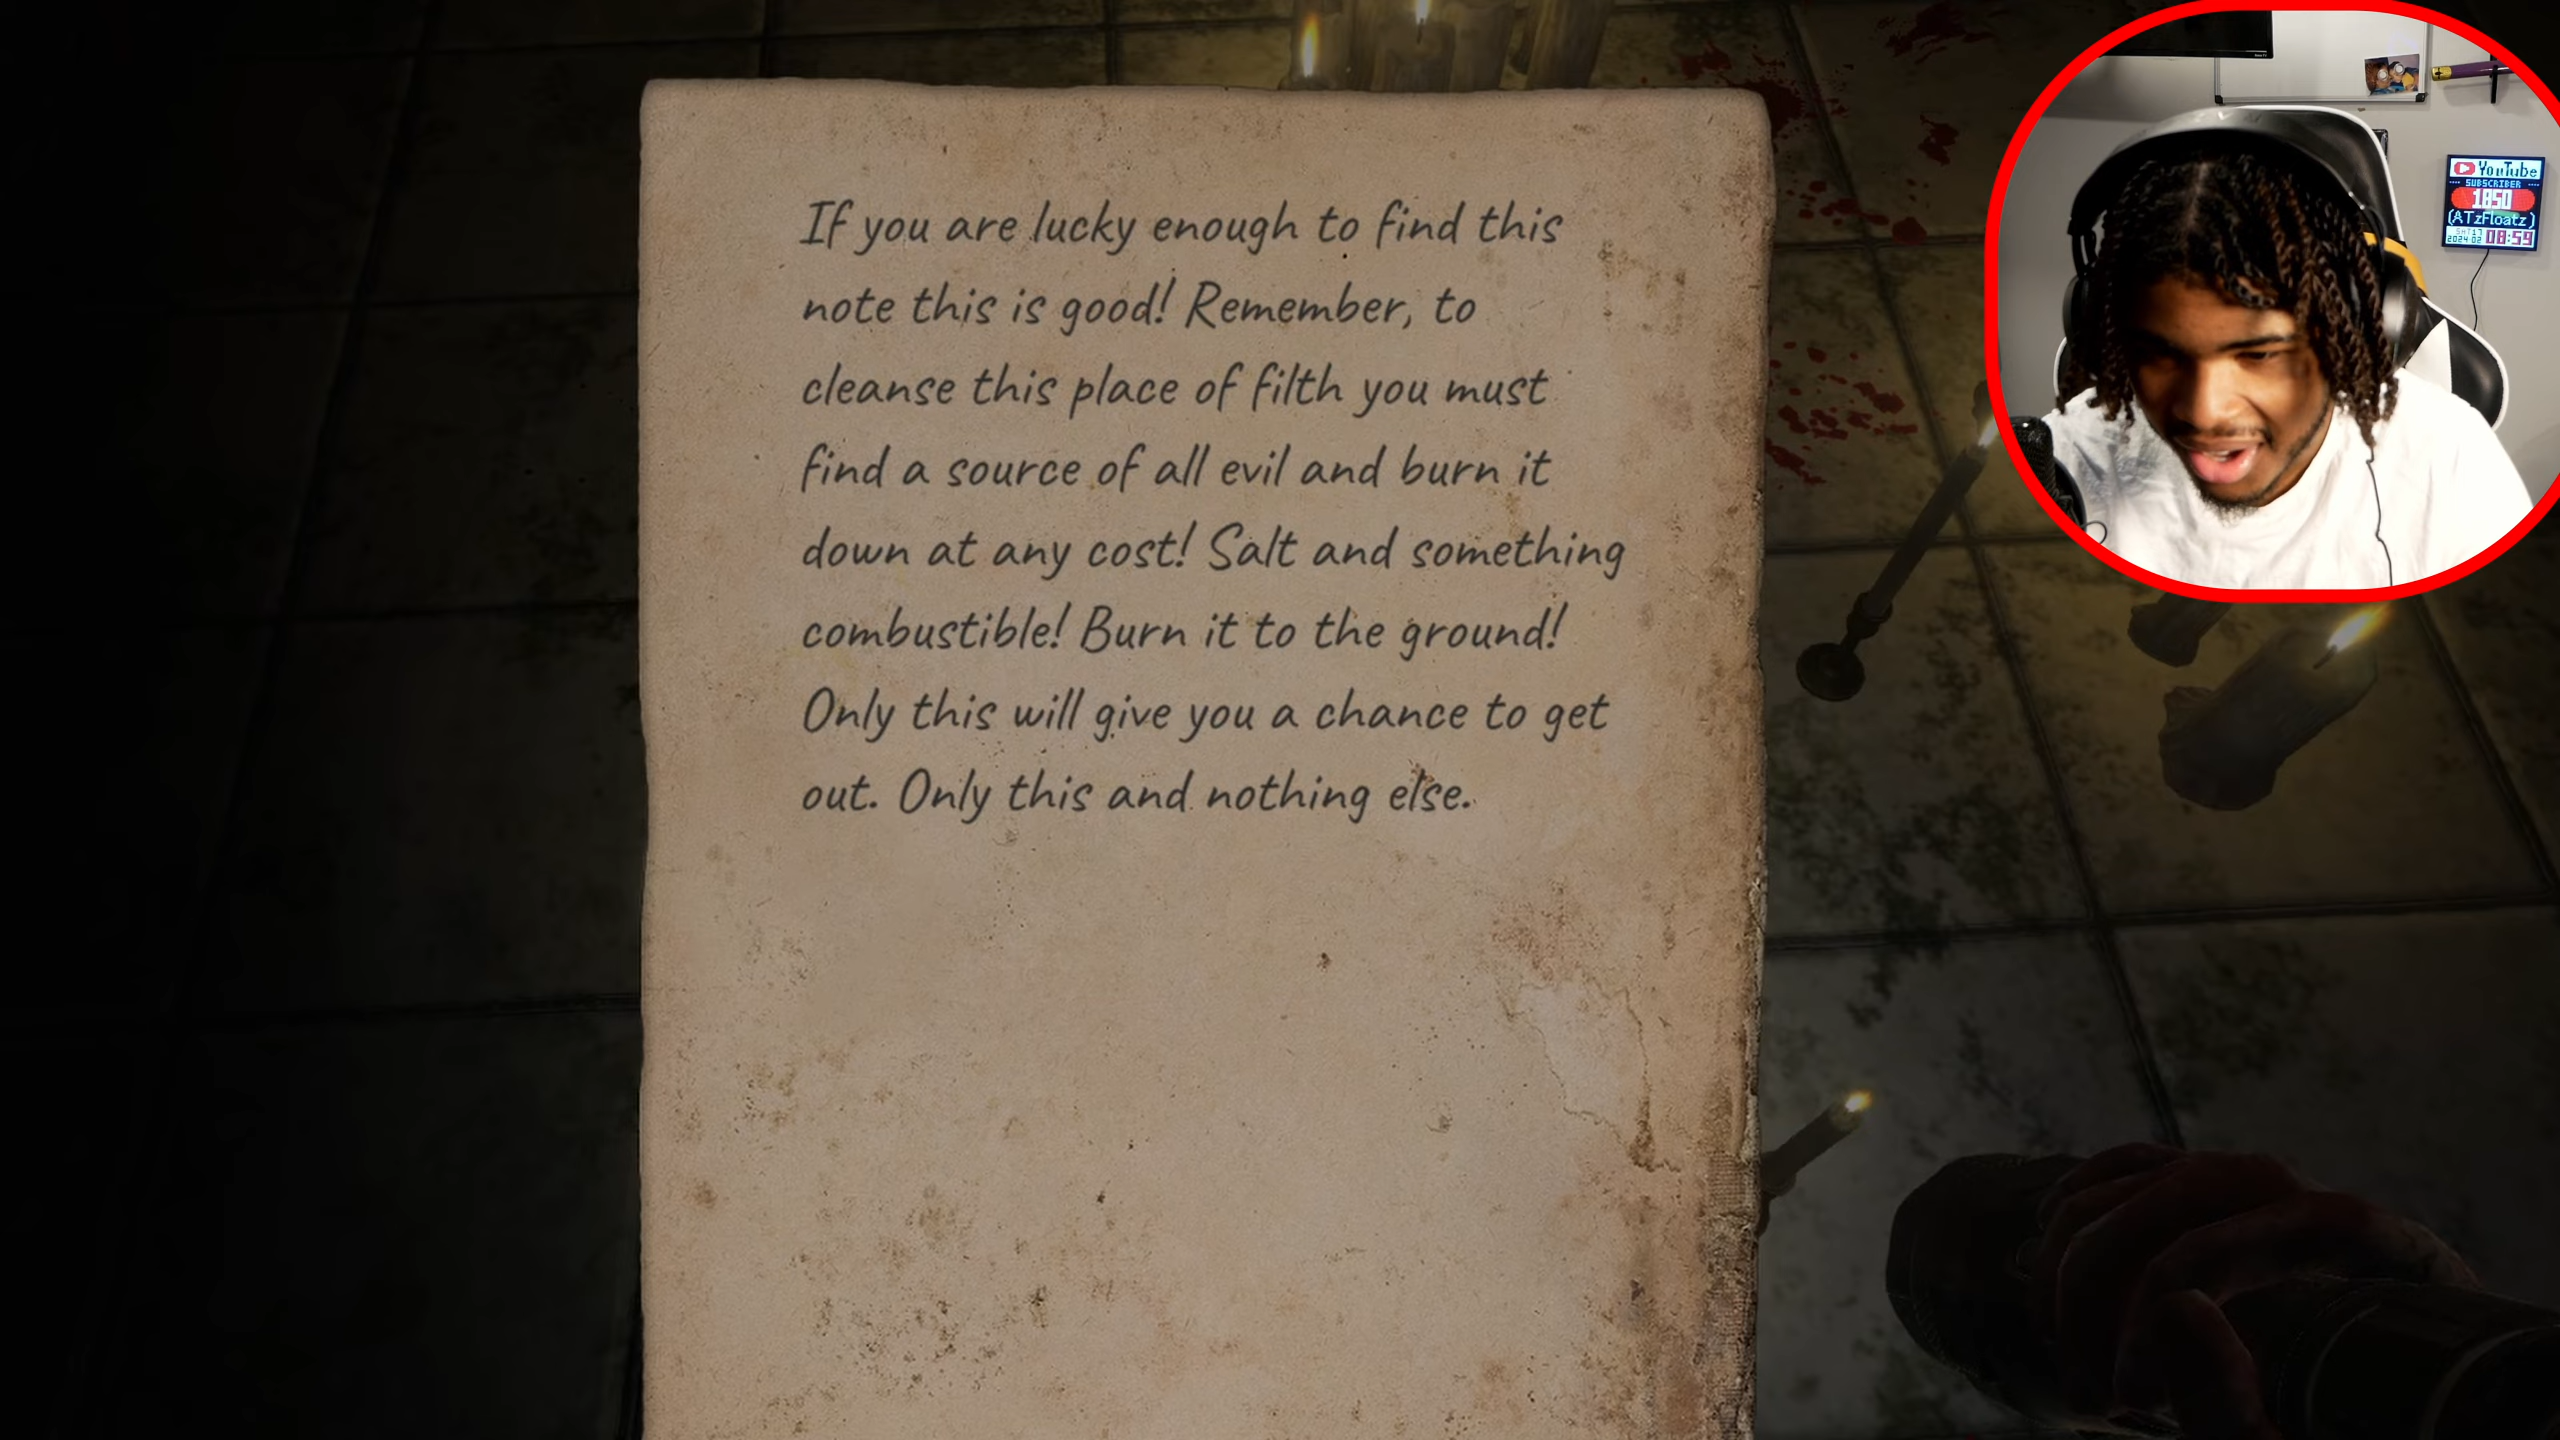 If you are lucky enough to find this
note this is good! Remember, to
cleanse this place of filth you must
find a source of all evil and burn it
down at any cost! Salt and something
combustible! Burn it to the ground!
Only this will give you a chance to get
out. Only this and nothing else.
YouTube
SUBSCRIBER
1850
(ATzFloatz)
2024-02 08:59